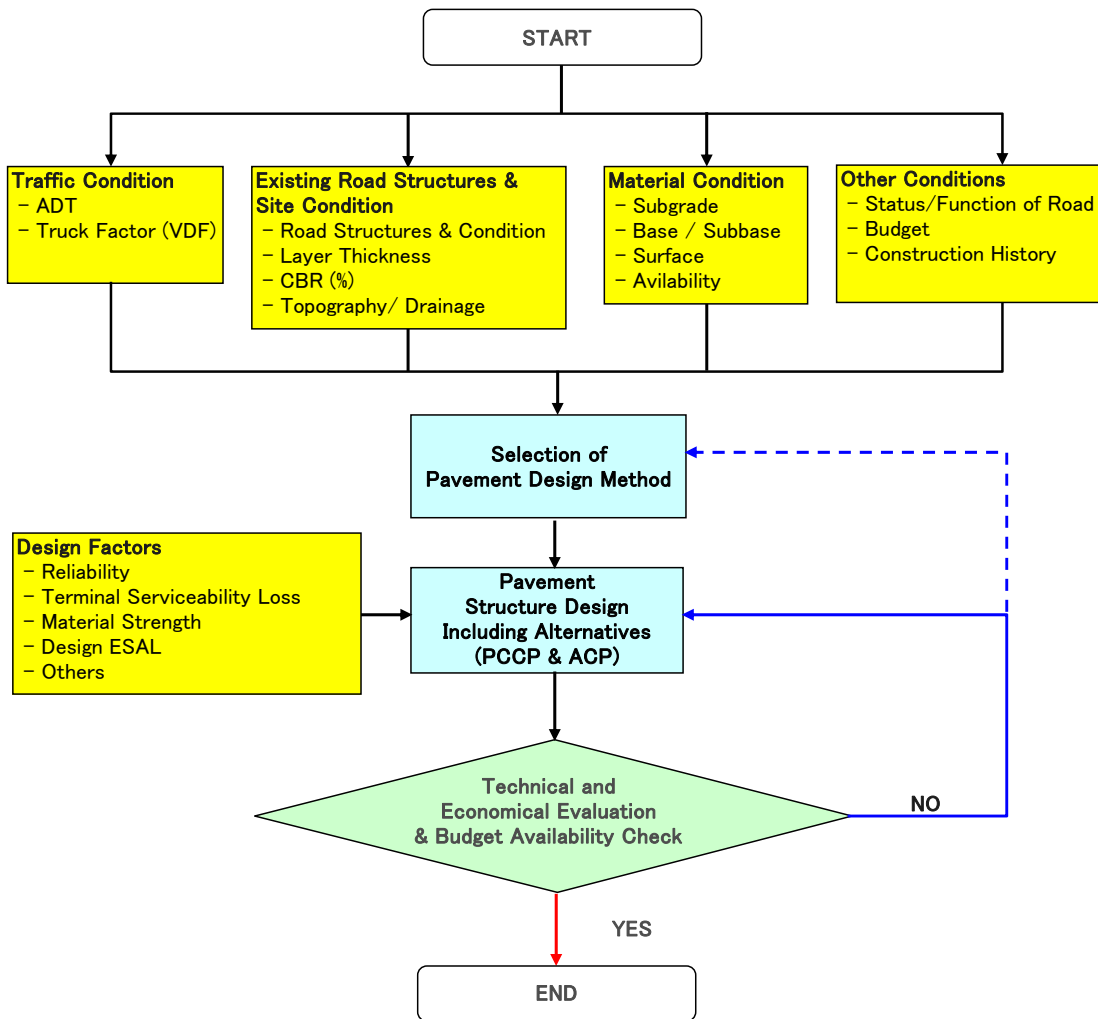 START
Traffic Condition
- ADT
- Truck Factor (VDF)
Existing Road Structures &
Site Condition
- Road Structures & Condition
- Layer Thickness
- CBR (%)
- Topography/ Drainage
Material Condition
- Subgrade
- Base / Subbase
- Surface
- Avilability
Other Conditions
- Status/Function of Road
- Budget
- Construction History
Selection of
Pavement Design Method
Design Factors
- Reliability
- Terminal Serviceability Loss
- Material Strength
- Design ESAL
- Others
Pavement
Structure Design
Including Alternatives
(PCCP & ACP)
Technical and
Economical Evaluation
& Budget Availability Check
NO
YES
END